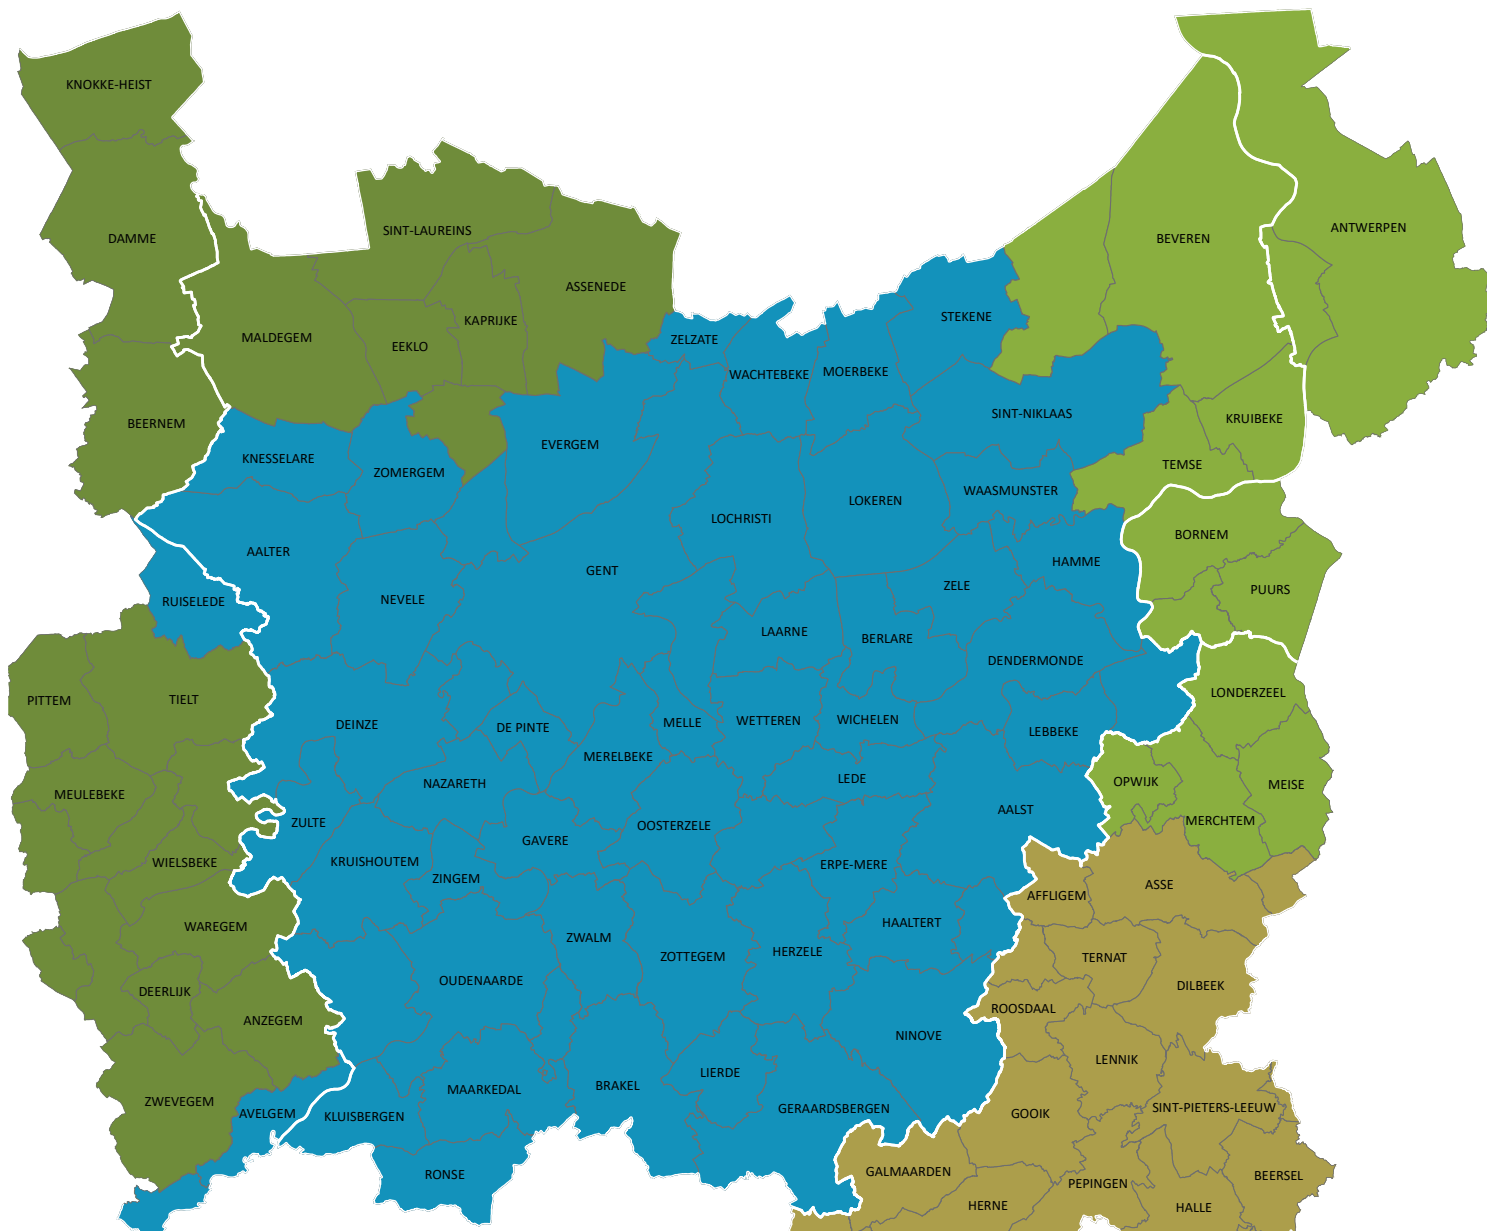 KNOKKE-HEIST
DAMME
SINT-LAUREINS
ANTWERPEN
BEVEREN
ASSENEDE
KAPRIJKE
STEKENE
MALDEGEM
EEKLO
ZELZATE
WACHTEBEKE
MOERBEKE
SINT-NIKLAAS
BEERNEM
KRUIBEKE
EVERGEM
KNESSELARE
ZOMERGEM
TEMSE
LOKEREN
WAASMUNSTER
LOCHRISTI
BORNEM
AALTER
GENT
HAMME
ZELE
PUURS
RUISELEDE
NEVELE
LAARNE
BERLARE
DENDERMONDE
PITTEM
TIELT
LONDERZEEL
DEINZE
DE PINTE
MELLE
WETTEREN
WICHELEN
LEBBEKE
MERELBEKE
NAZARETH
LEDE
OPWIJK
MEISE
MEULEBEKE
ZULTE
OOSTERZELE
AALST
MERCHTEM
GAVERE
WIELSBEKE
KRUISHOUTEM
ZINGEM
ERPE-MERE
ASSE
AFFLIGEM
WAREGEM
HAALTERT
ZWALM
ZOTTEGEM
HERZELE
TERNAT
OUDENAARDE
DEERLIJK
DILBEEK
ROOSDAAL
ANZEGEM
NINOVE
LENNIK
LIERDE
BRAKEL
MAARKEDAL
ZWEVEGEM
AVELGEM
KLUISBERGEN
GERAARDSBERGEN
GOOIK
SINT-PIETERS-LEEUW
RONSE
GALMAARDEN
PEPINGEN
BEERSEL
HERNE
HALLE